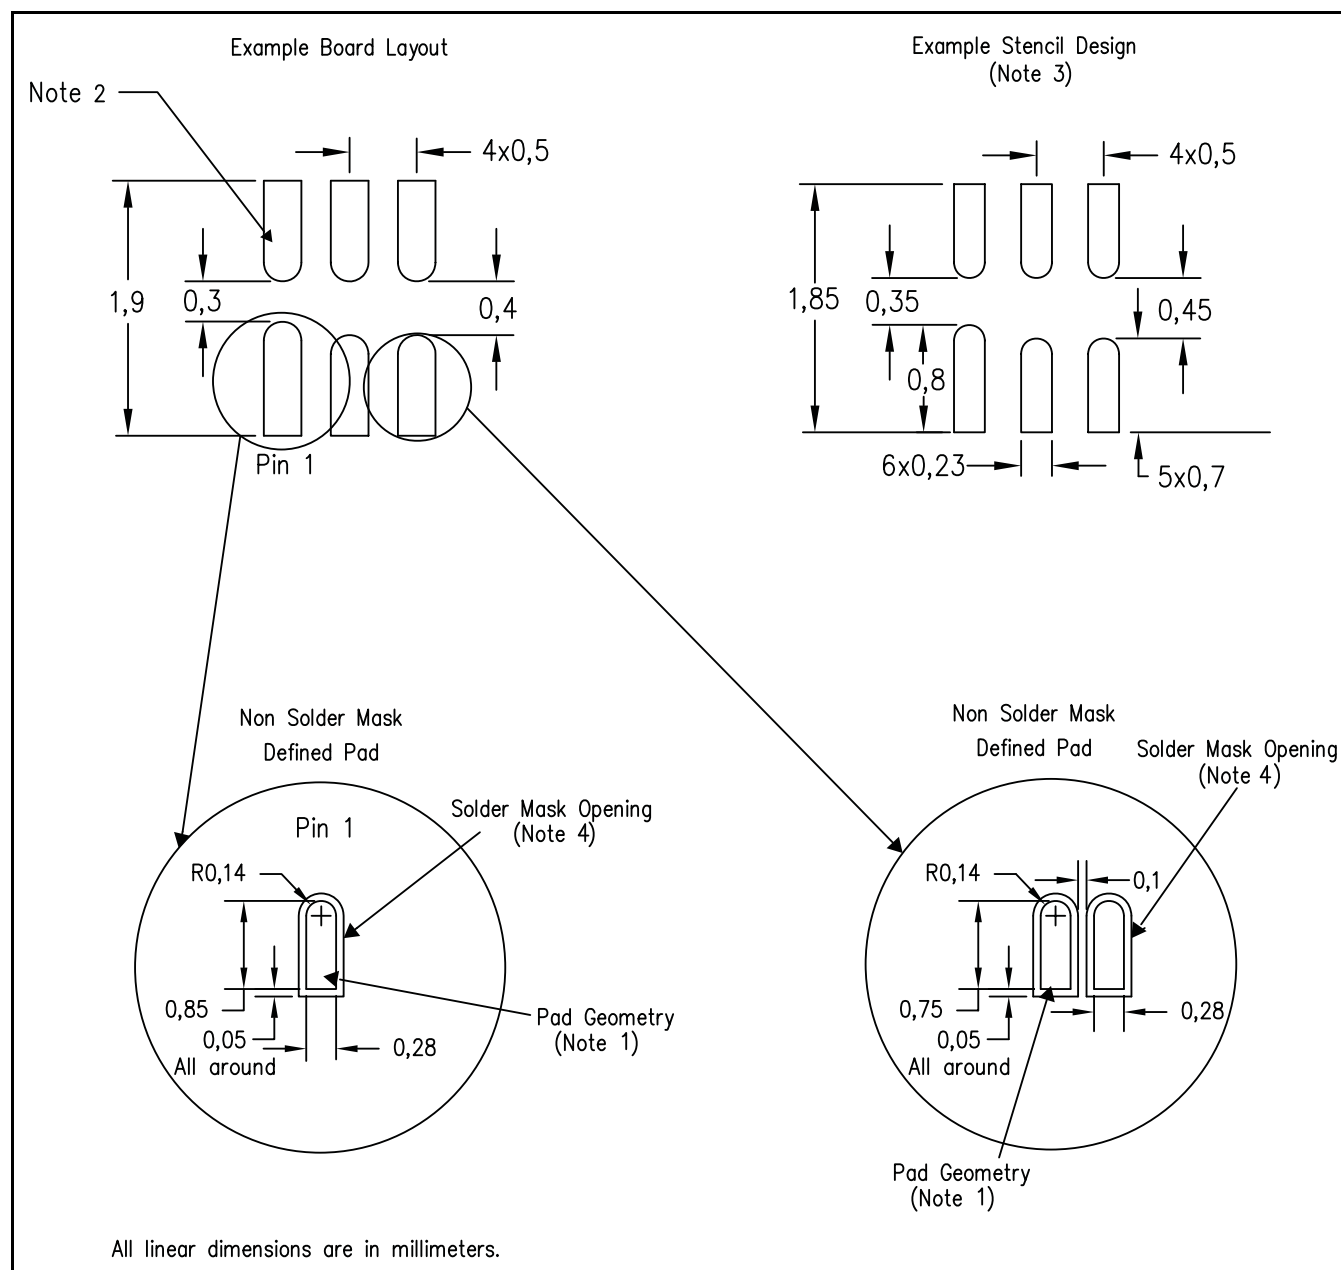 Example Board Layout
Example Stencil Design
(Note 3)
Note 2
4x0,5
1,9
0,3
0,4
Pin 1
4x0,5
1,85
0,35
0,45
0,8
6x0,23
5x0,7
Non Solder Mask
Defined Pad
Pin 1
Solder Mask Opening
(Note 4)
R0,14
0,85
0,05
All around
0,28
Pad Geometry
(Note 1)
Non Solder Mask
Defined Pad
Solder Mask Opening
(Note 4)
R0,14
0,1
0,75
0,05
All around
0,28
Pad Geometry
(Note 1)
All linear dimensions are in millimeters.